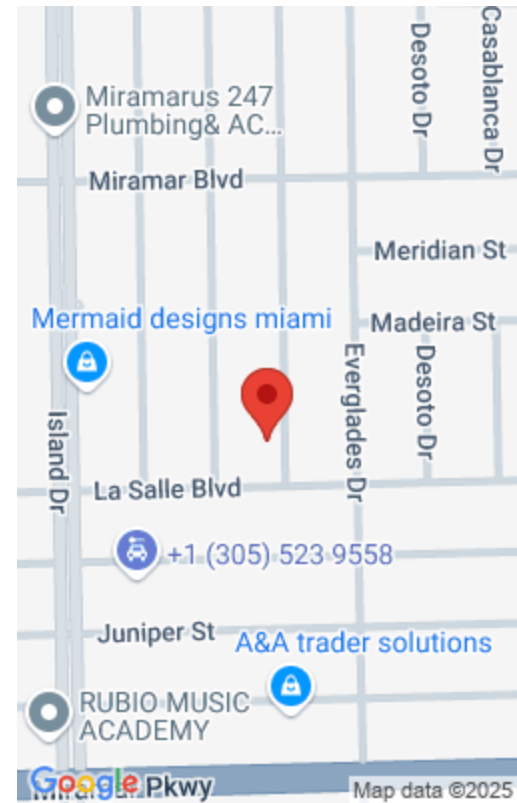 Casablanca Dr
Desoto Dr
Miramarus 247
Plumbing& AC...
Miramar Blvd
Meridian St
Mermaid designs miami
Madeira St
Everglades Dr
Desoto Dr
Island Dr
La Salle Blvd
+1 (305) 523 9558
Juniper St
A&A trader solutions
RUBIO MUSIC
ACADEMY
Google
Pkwy
Map data ©2025